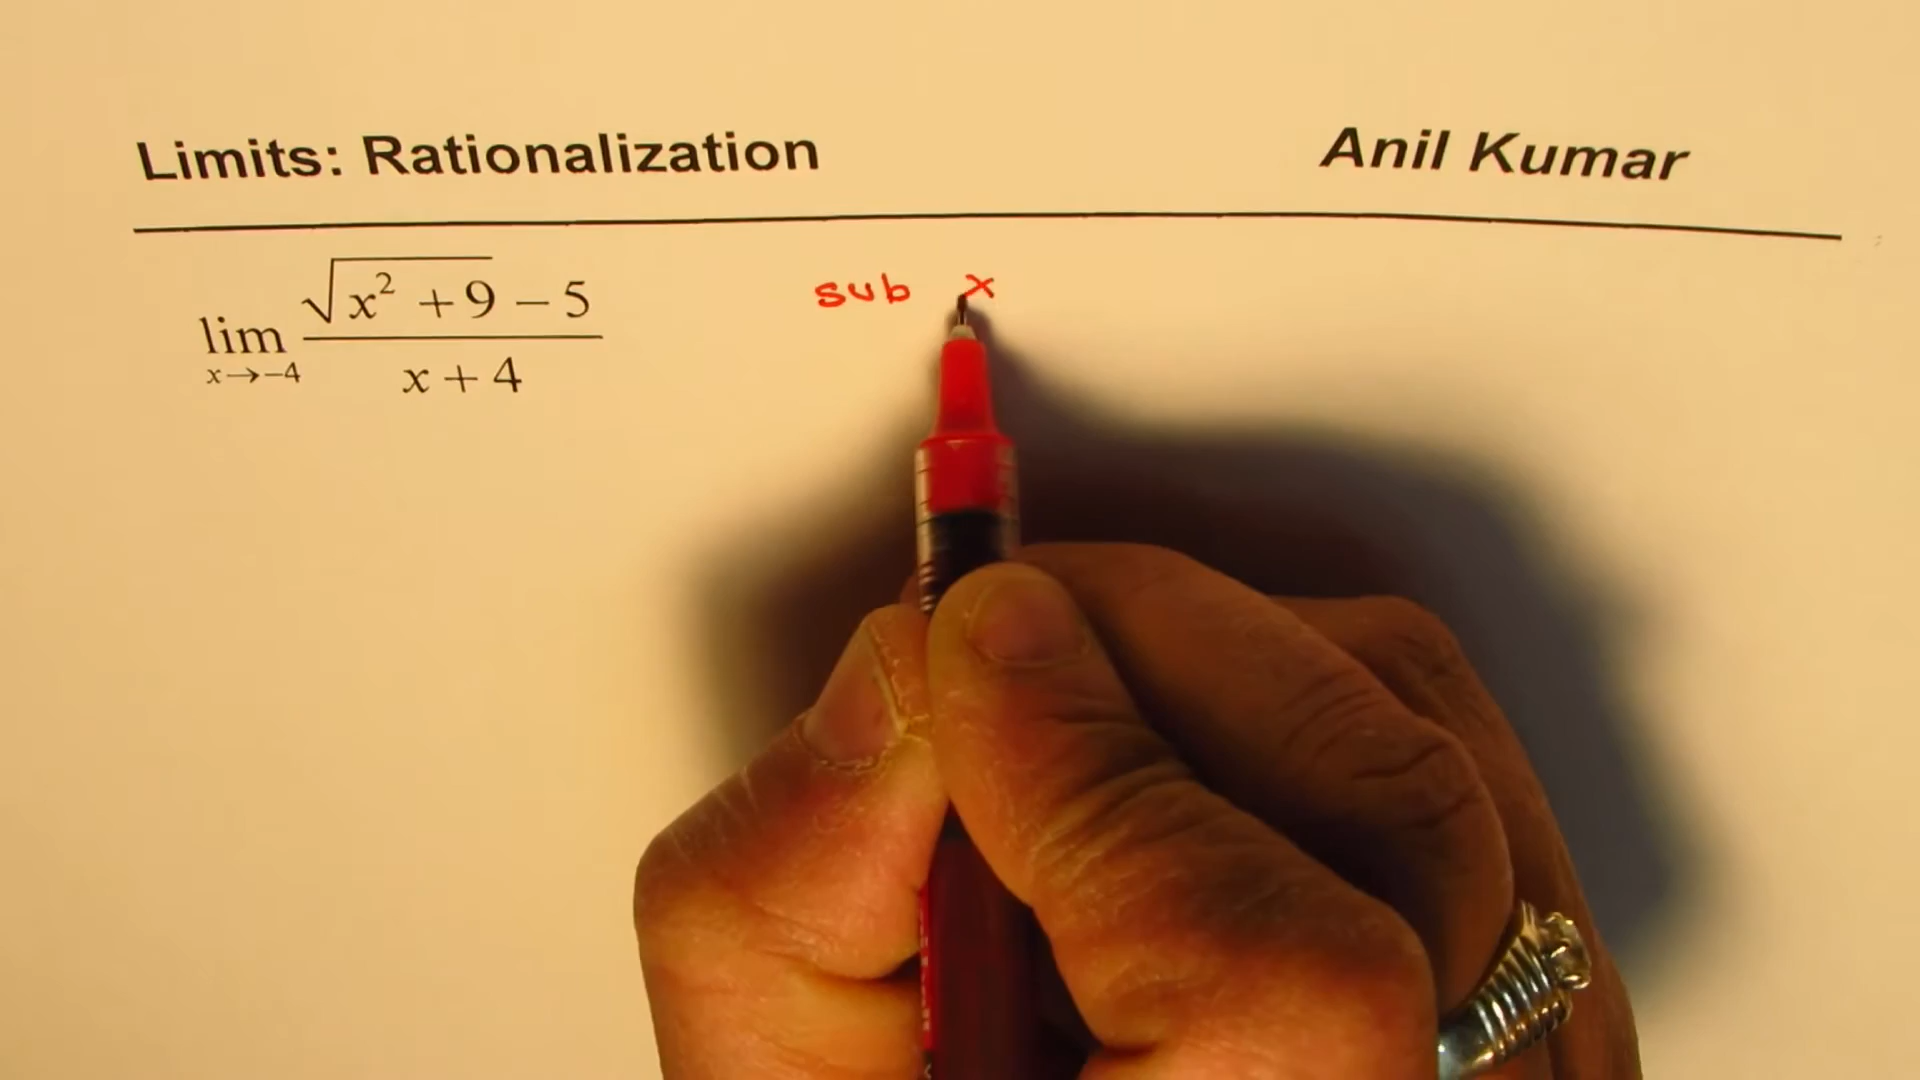 Limits: Rationalization Anil Kumar
lim x→-4 (√(x² + 9) - 5)/(x + 4) sub x